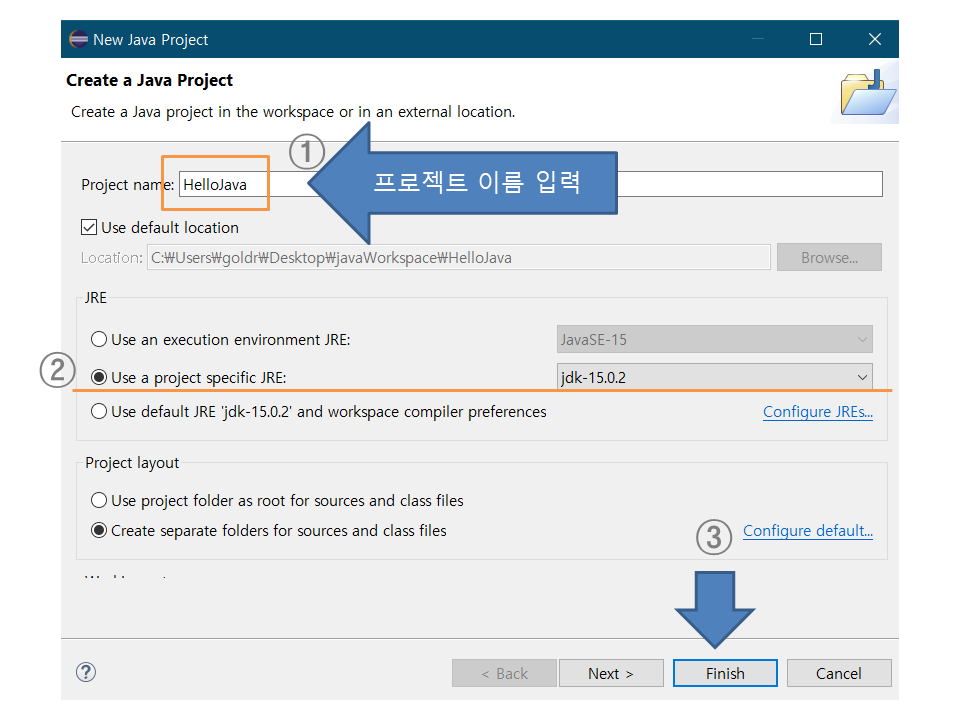 New Java Project
Create a Java Project
Create a Java project in the workspace or in an external location.
①
Project name: HelloJava
프로젝트 이름 입력
Use default location
Location: C:₩Users₩goldr₩Desktop₩javaWorkspace₩HelloJava Browse...
JRE
Use an execution environment JRE: JavaSE-15
②
Use a project specific JRE: jdk-15.0.2
Use default JRE 'jdk-15.0.2' and workspace compiler preferences Configure JREs...
Project layout
Use project folder as root for sources and class files
Create separate folders for sources and class files Configure default...
③
? < Back Next > Finish Cancel